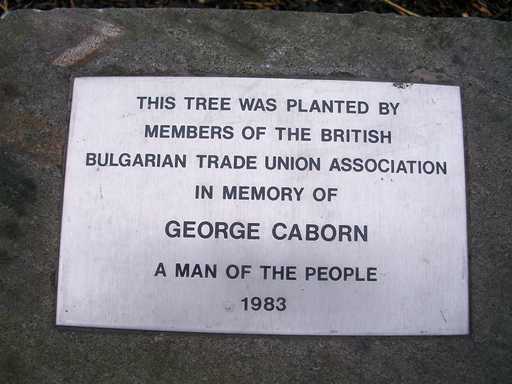 THIS TREE WAS PLANTED BY
MEMBERS OF THE BRITISH
BULGARIAN TRADE UNION ASSOCIATION
IN MEMORY OF
GEORGE CABORN
A MAN OF THE PEOPLE
1983